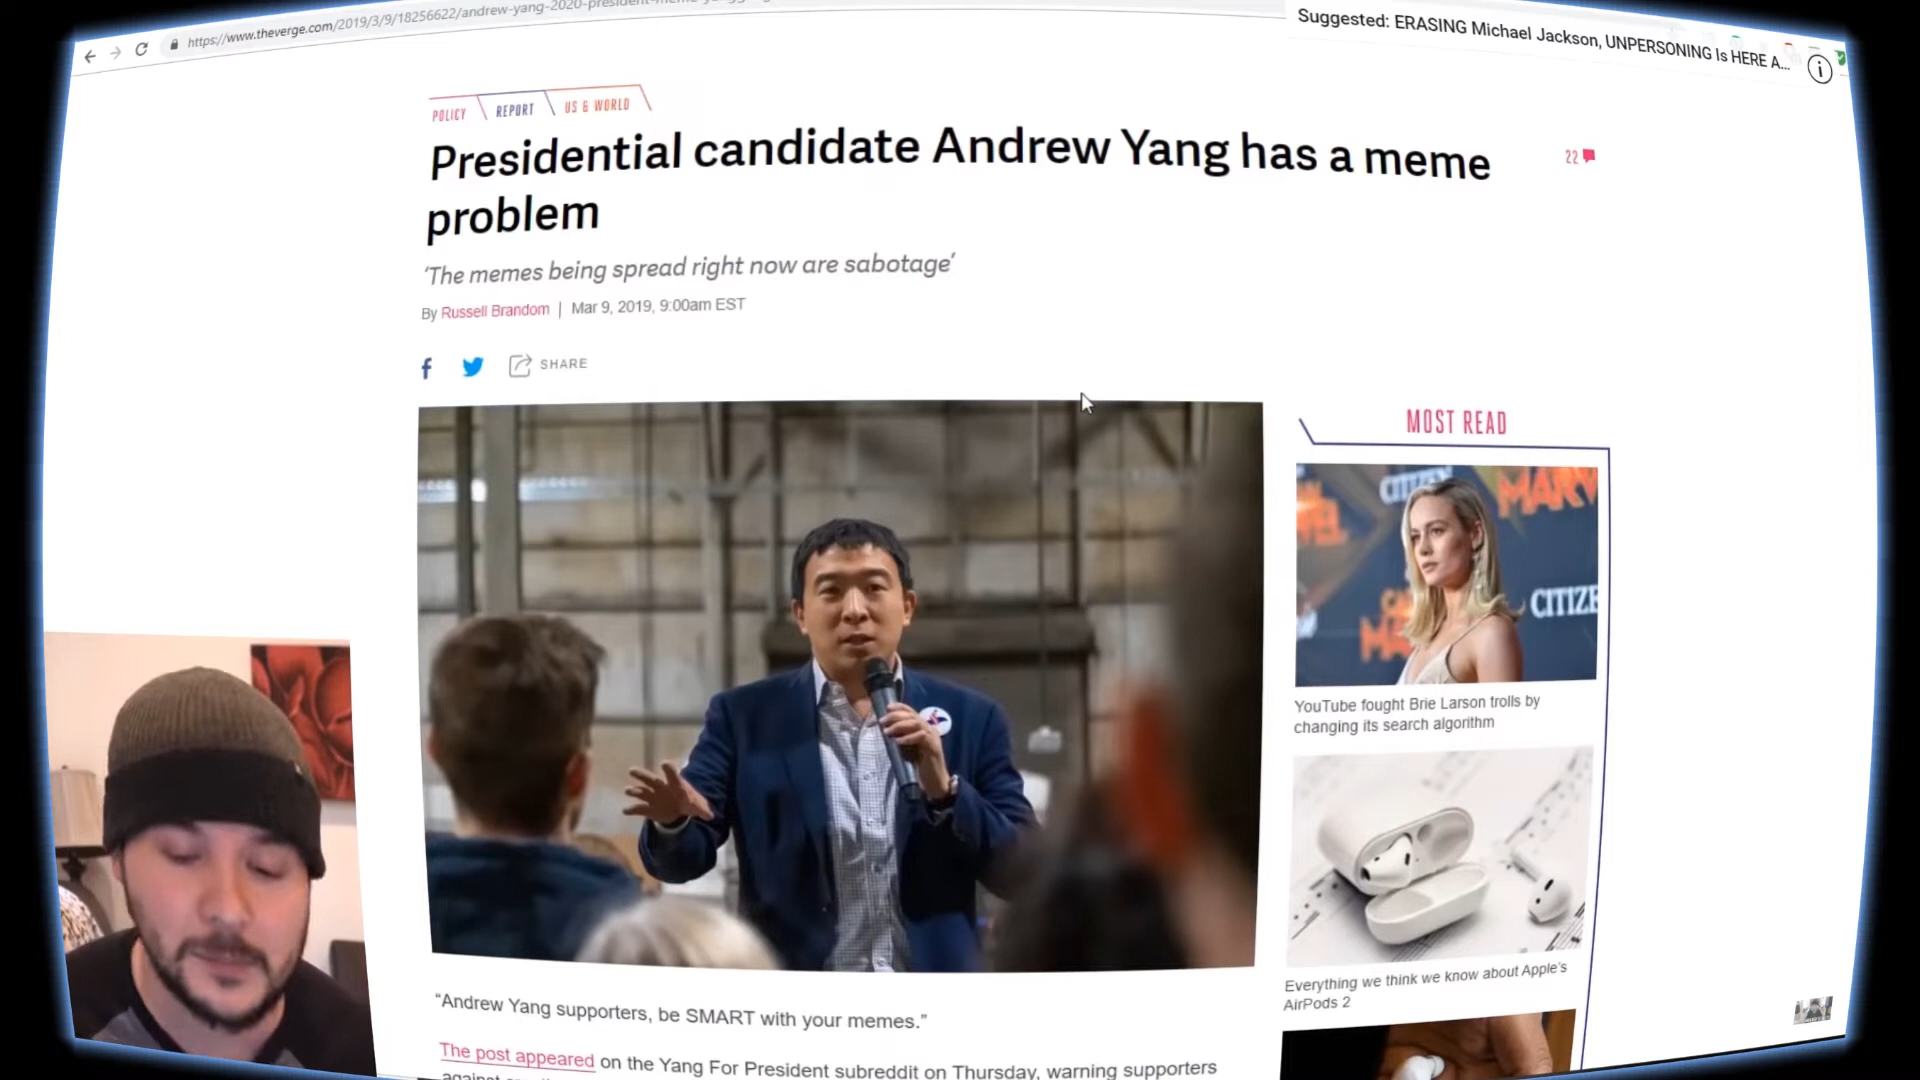 https://www.theverge.com/2019/3/9/18256622/andrew-yang-2020-president-meme-
Suggested: ERASING Michael Jackson, UNPERSONING Is HERE A...
POLICY REPORT US & WORLD
Presidential candidate Andrew Yang has a meme
problem
22
‘The memes being spread right now are sabotage’
By Russell Brandom | Mar 9, 2019, 9:00am EST
SHARE
MOST READ
CITIZE
YouTube fought Brie Larson trolls by
changing its search algorithm
Everything we think we know about Apple’s
AirPods 2
“Andrew Yang supporters, be SMART with your memes.”
The post appeared on the Yang For President subreddit on Thursday, warning supporters